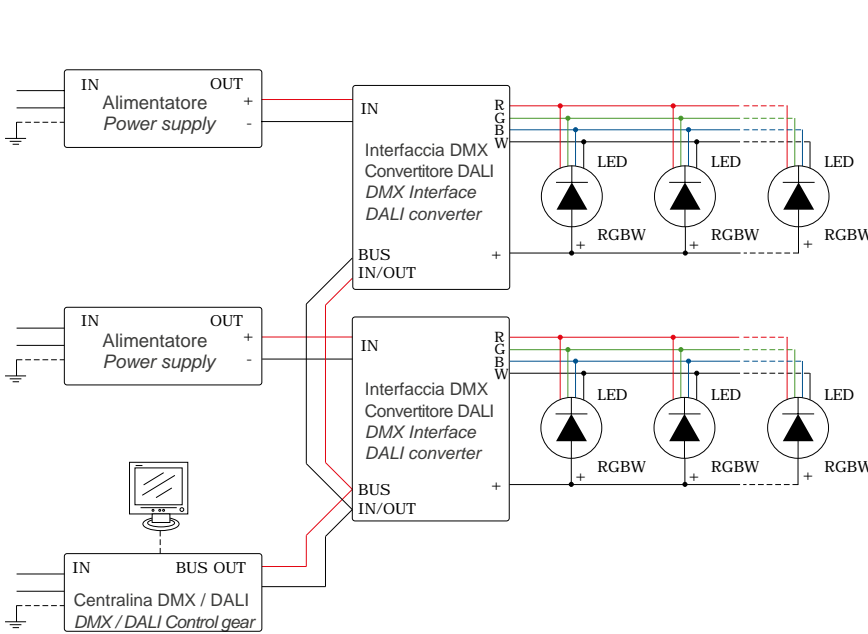 IN OUT
Alimentatore +
Power supply -
IN
Interfaccia DMX
Convertitore DALI
DMX Interface
DALI converter
BUS
IN/OUT
+
R
G
B
W
LED
RGBW
+
LED
RGBW
+
LED
RGBW
+
IN OUT
Alimentatore +
Power supply -
IN
Interfaccia DMX
Convertitore DALI
DMX Interface
DALI converter
BUS
IN/OUT
+
R
G
B
W
LED
RGBW
+
LED
RGBW
+
LED
RGBW
+
IN BUS OUT
Centralina DMX / DALI
DMX / DALI Control gear